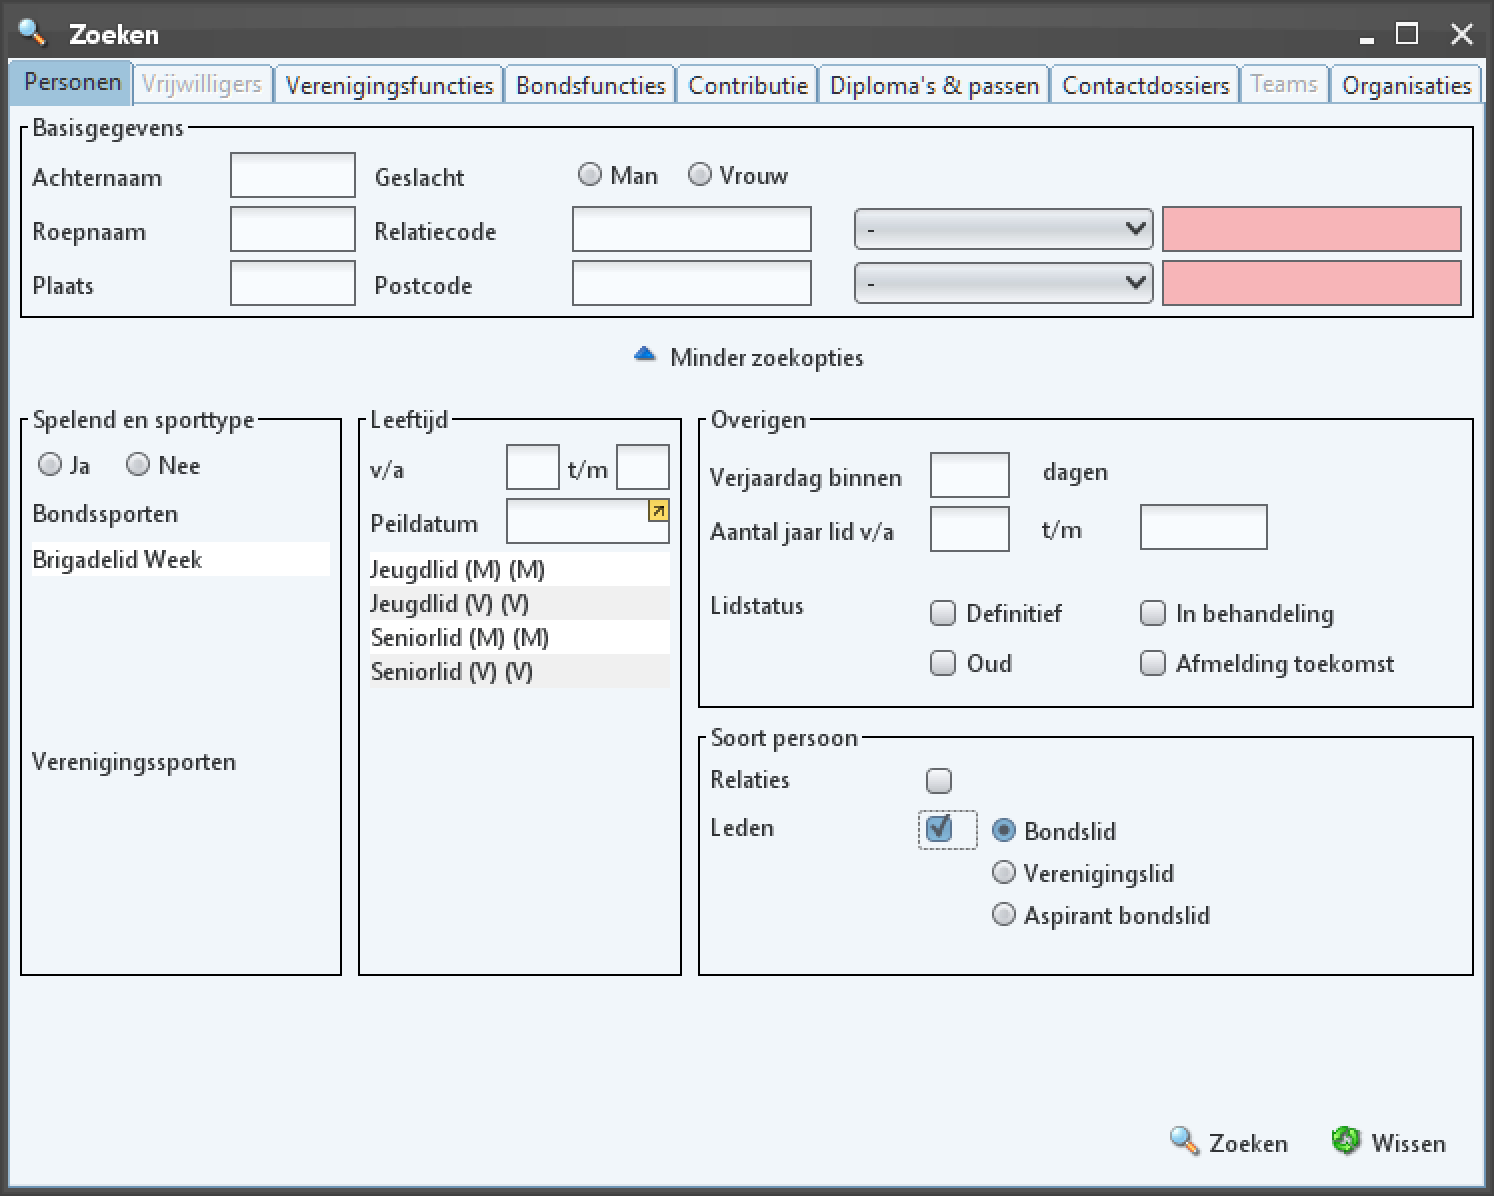 Zoeken
Personen Vrijwilligers Verenigingsfuncties Bondsfuncties Contributie Diploma's & passen Contactdossiers Teams Organisaties
Basisgegevens
Achternaam Geslacht Man Vrouw
Roepnaam Relatiecode -
Plaats Postcode -
Minder zoekopties
Spelend en sporttype
Ja Nee
Bondssporten
Brigadelid Week
Verenigingssporten
Leeftijd
v/a t/m
Peildatum
Jeugdlid (M) (M)
Jeugdlid (V) (V)
Seniorlid (M) (M)
Seniorlid (V) (V)
Overigen
Verjaardag binnen dagen
Aantal jaar lid v/a t/m
Lidstatus Definitief In behandeling
Oud Afmelding toekomst
Soort persoon
Relaties
Leden Bondslid
Verenigingslid
Aspirant bondslid
Zoeken Wissen